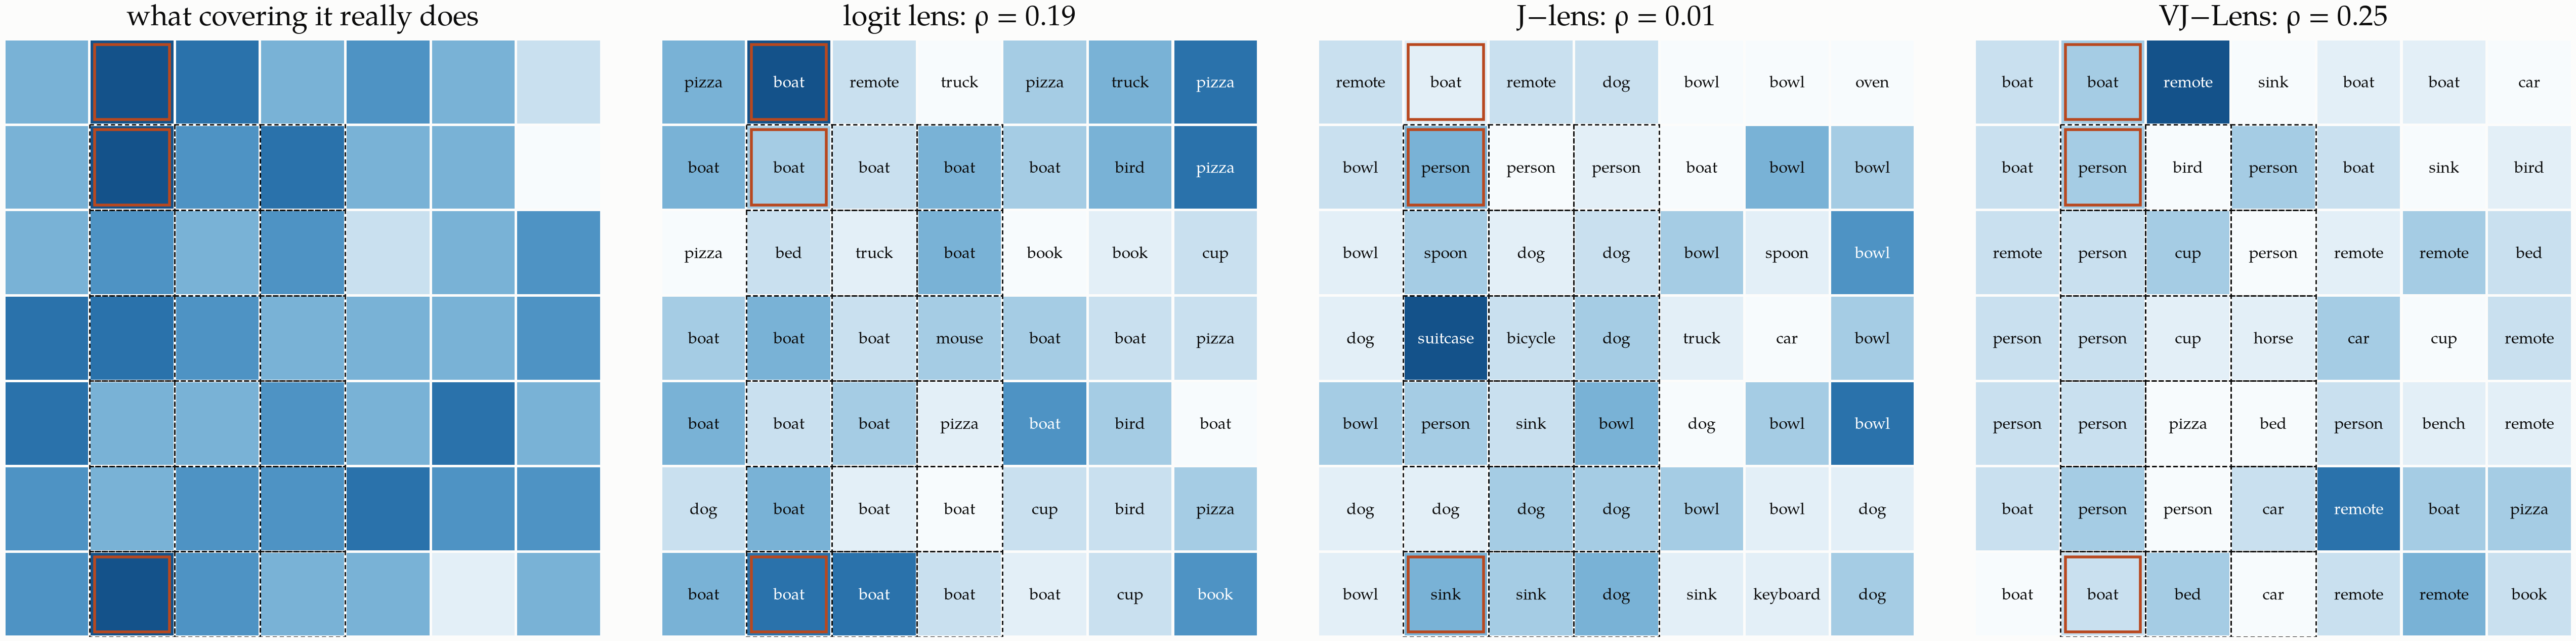 what covering it really does
logit lens: ρ = 0.19
J−lens: ρ = 0.01
VJ−Lens: ρ = 0.25
pizza boat remote truck pizza truck pizza
boat boat boat boat boat bird pizza
pizza bed truck boat book book cup
boat boat boat mouse boat boat pizza
boat boat boat pizza boat bird boat
dog boat boat boat cup bird pizza
boat boat boat boat boat cup book
remote boat remote dog bowl bowl oven
bowl person person person boat bowl bowl
bowl spoon dog dog bowl spoon bowl
dog suitcase bicycle dog truck car bowl
bowl person sink bowl dog bowl bowl
dog dog dog dog bowl bowl dog
bowl sink sink dog sink keyboard dog
boat boat remote sink boat boat car
boat person bird person boat sink bird
remote person cup person remote remote bed
person person cup horse car cup remote
person person pizza bed person bench remote
boat person person car remote boat pizza
boat boat bed car remote remote book